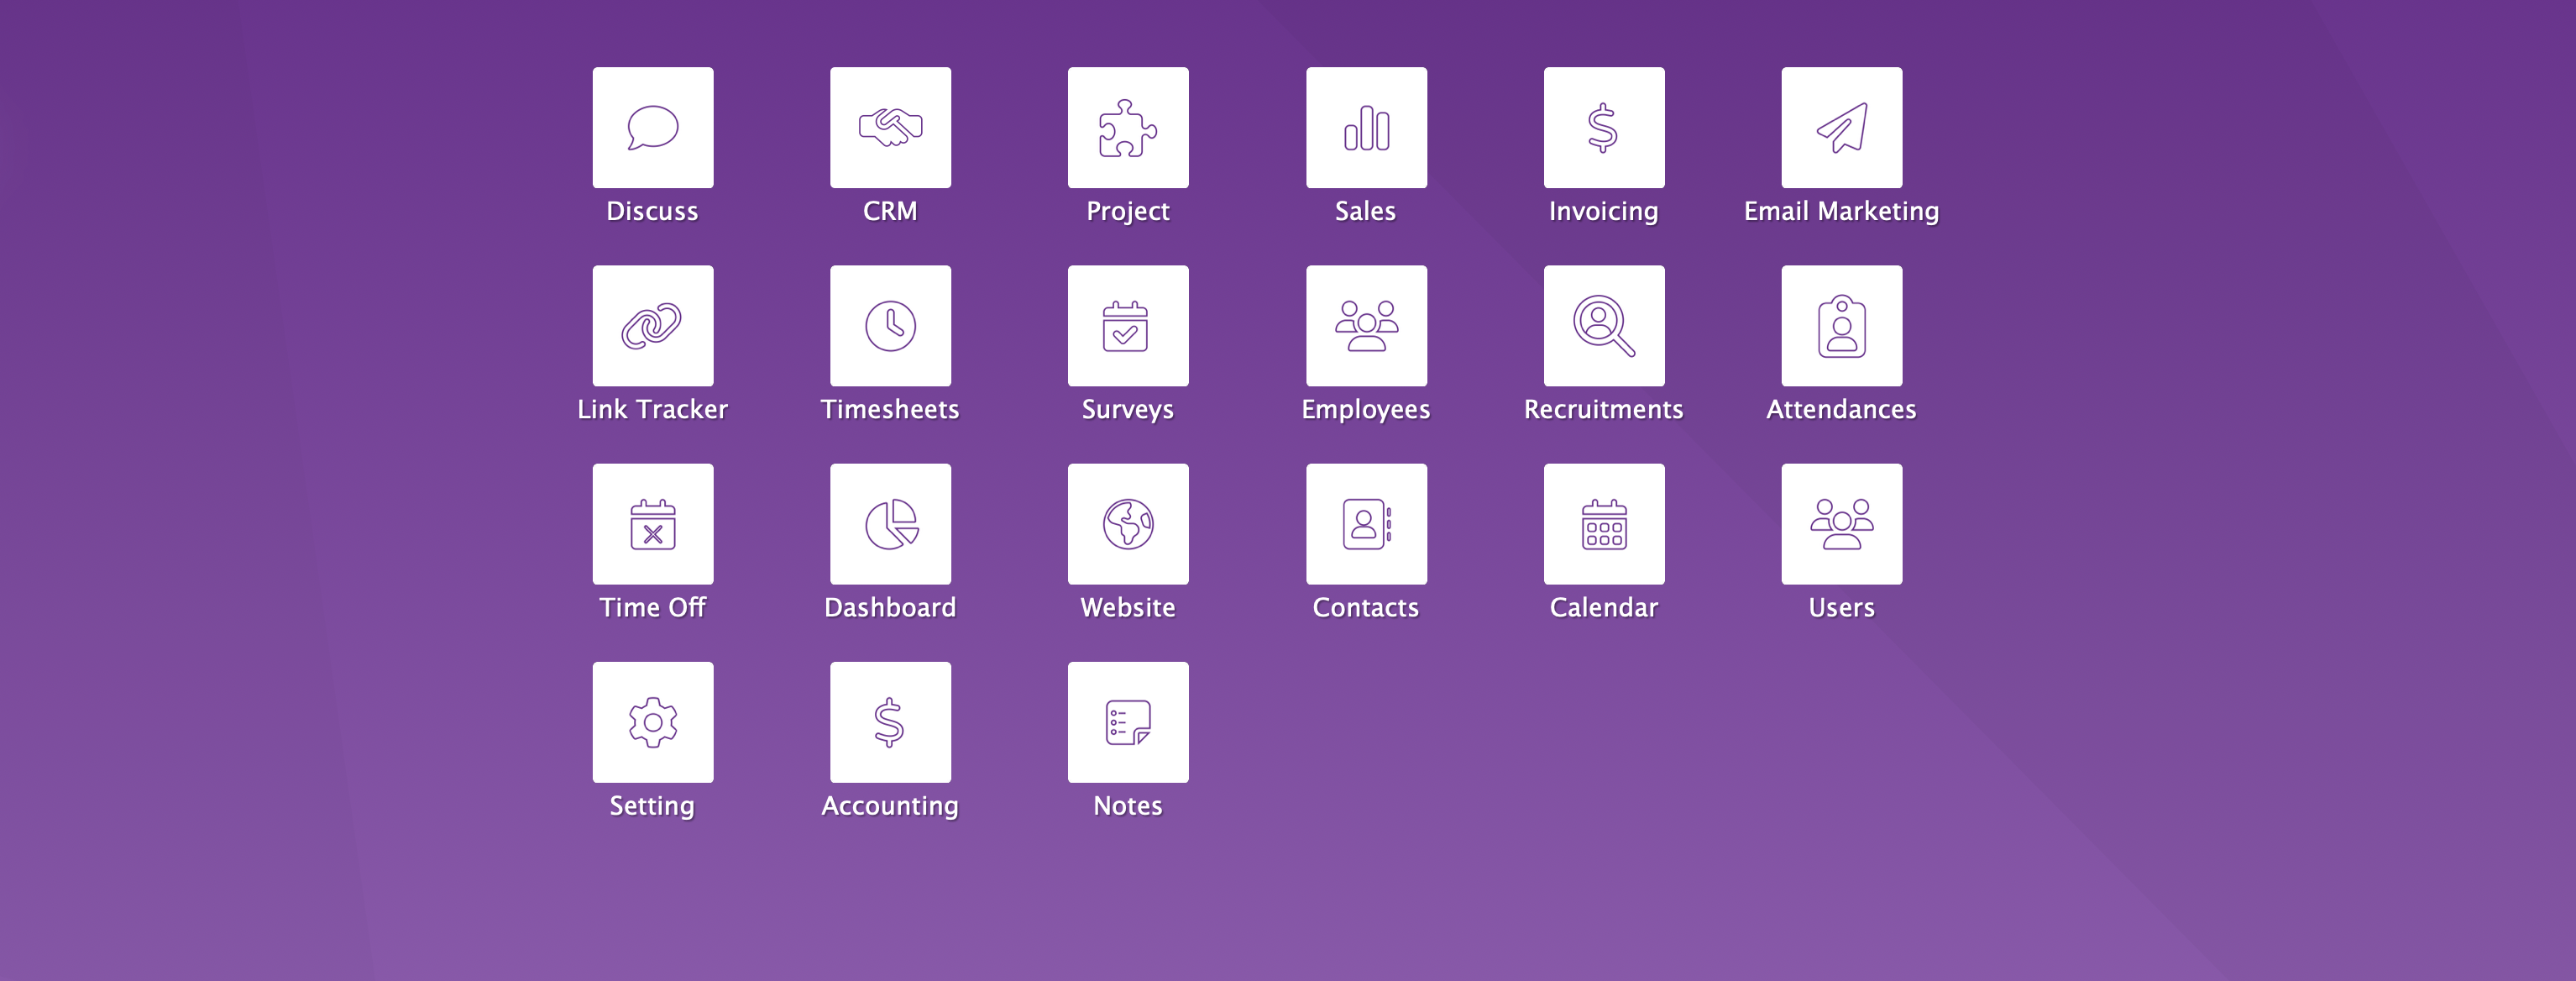 Discuss
CRM
Project
Sales
Invoicing
Email Marketing
Link Tracker
Timesheets
Surveys
Employees
Recruitments
Attendances
Time Off
Dashboard
Website
Contacts
Calendar
Users
Setting
Accounting
Notes